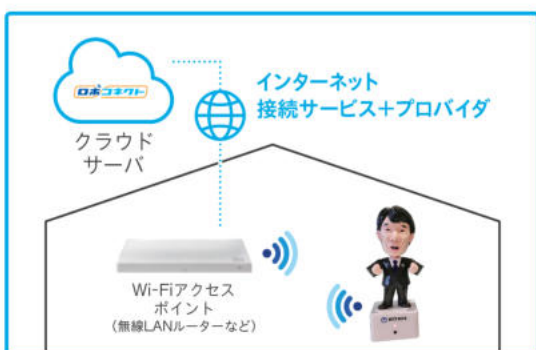 ロボコネクト
インターネット
接続サービス+プロバイダ
クラウド
サーバ
Wi-Fiアクセス
ポイント
(無線LANルーターなど)